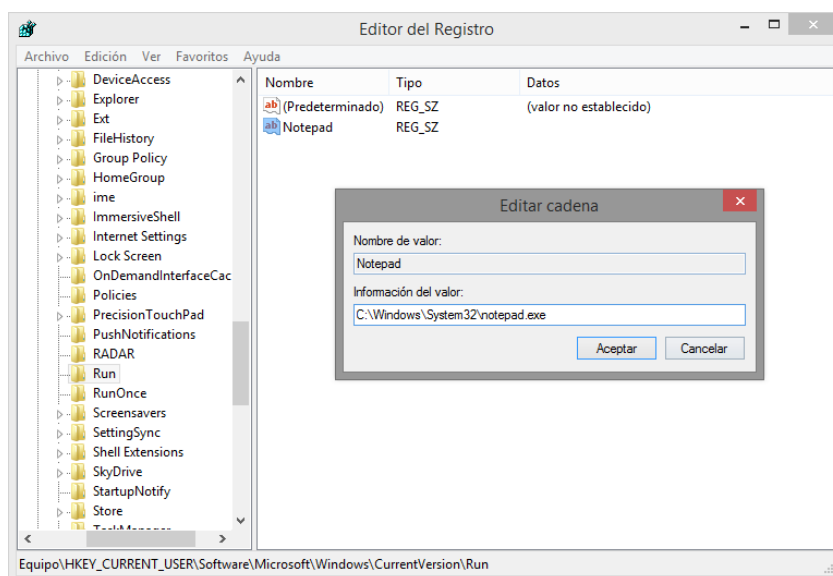 Editor del Registro
Archivo Edición Ver Favoritos Ayuda
DeviceAccess
Explorer
Ext
FileHistory
Group Policy
HomeGroup
ime
ImmersiveShell
Internet Settings
Lock Screen
OnDemandInterfaceCac
Policies
PrecisionTouchPad
PushNotifications
RADAR
Run
RunOnce
Screensavers
SettingSync
Shell Extensions
SkyDrive
StartupNotify
Store
TaskManager
Nombre Tipo Datos
ab (Predeterminado) REG_SZ (valor no establecido)
ab Notepad REG_SZ
Editar cadena
Nombre de valor:
Notepad
Información del valor:
C:\Windows\System32\notepad.exe
Aceptar Cancelar
Equipo\HKEY_CURRENT_USER\Software\Microsoft\Windows\CurrentVersion\Run